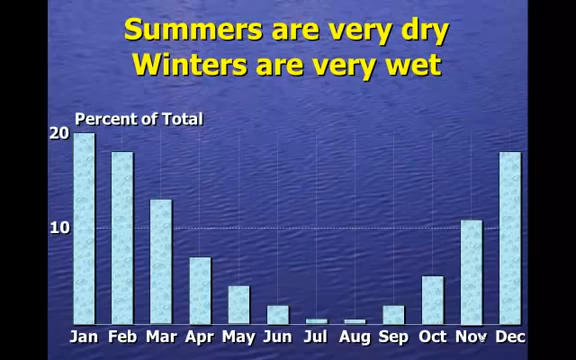 Summers are very dry
Winters are very wet
Percent of Total
20
10
Jan Feb Mar Apr May Jun Jul Aug Sep Oct Nov Dec